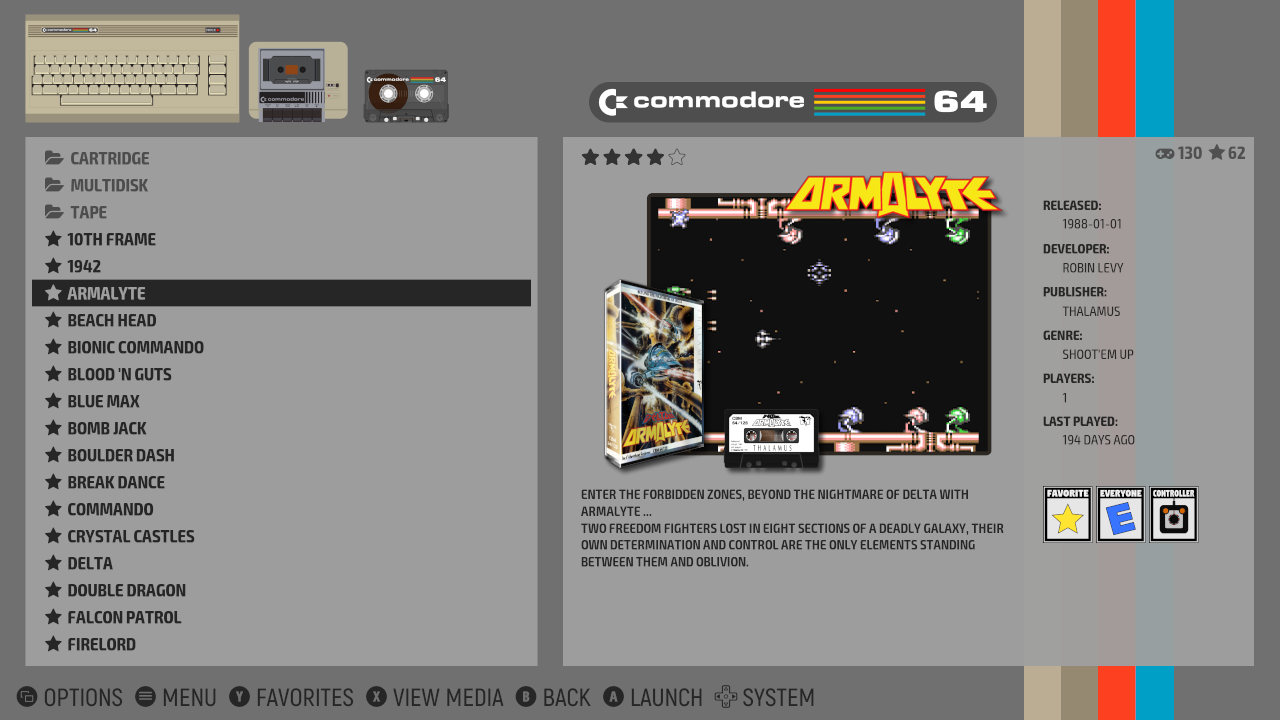 commodore 64
CARTRIDGE
MULTIDISK
TAPE
10TH FRAME
1942
ARMALYTE
BEACH HEAD
BIONIC COMMANDO
BLOOD 'N GUTS
BLUE MAX
BOMB JACK
BOULDER DASH
BREAK DANCE
COMMANDO
CRYSTAL CASTLES
DELTA
DOUBLE DRAGON
FALCON PATROL
FIRELORD
commodore 64
130 62
ARMALYTE
ARMALYTE
ARMALYTE
THALAMUS
ENTER THE FORBIDDEN ZONES, BEYOND THE NIGHTMARE OF DELTA WITH
ARMALYTE ...
TWO FREEDOM FIGHTERS LOST IN EIGHT SECTIONS OF A DEADLY GALAXY, THEIR
OWN DETERMINATION AND CONTROL ARE THE ONLY ELEMENTS STANDING
BETWEEN THEM AND OBLIVION.
RELEASED:
1988-01-01
DEVELOPER:
ROBIN LEVY
PUBLISHER:
THALAMUS
GENRE:
SHOOT'EM UP
PLAYERS:
1
LAST PLAYED:
194 DAYS AGO
FAVORITE
EVERYONE
E
CONTROLLER
OPTIONS MENU Y FAVORITES X VIEW MEDIA B BACK A LAUNCH SYSTEM